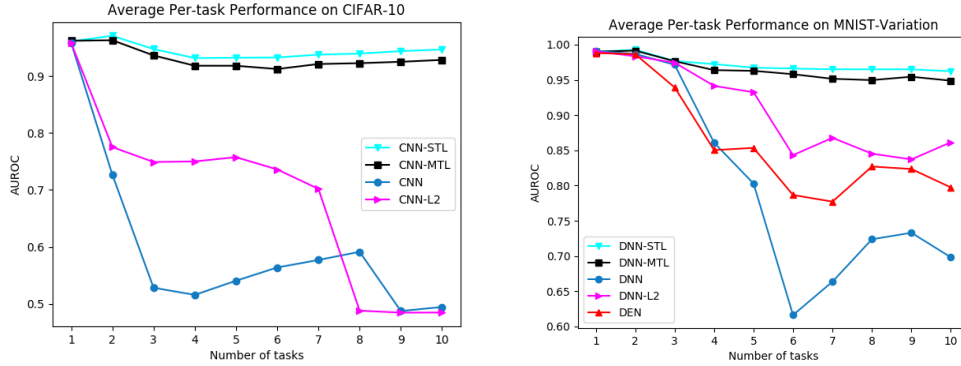 Average Per-task Performance on CIFAR-10
AUROC
0.9
0.8
0.7
0.6
0.5
CNN-STL
CNN-MTL
CNN
CNN-L2
1 2 3 4 5 6 7 8 9 10
Number of tasks
Average Per-task Performance on MNIST-Variation
AUROC
1.00
0.95
0.90
0.85
0.80
0.75
0.70
0.65
0.60
DNN-STL
DNN-MTL
DNN
DNN-L2
DEN
1 2 3 4 5 6 7 8 9 10
Number of tasks